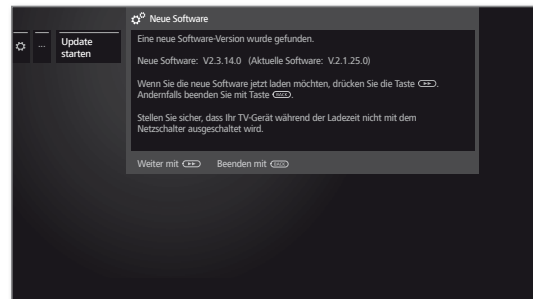 Neue Software
... Update
starten
Eine neue Software-Version wurde gefunden.
Neue Software: V2.3.14.0 (Aktuelle Software: V.2.1.25.0)
Wenn Sie die neue Software jetzt laden möchten, drücken Sie die Taste ▶▶.
Andernfalls beenden Sie mit Taste BACK.
Stellen Sie sicher, dass Ihr TV-Gerät während der Ladezeit nicht mit dem
Netzschalter ausgeschaltet wird.
Weiter mit ▶▶ Beenden mit BACK